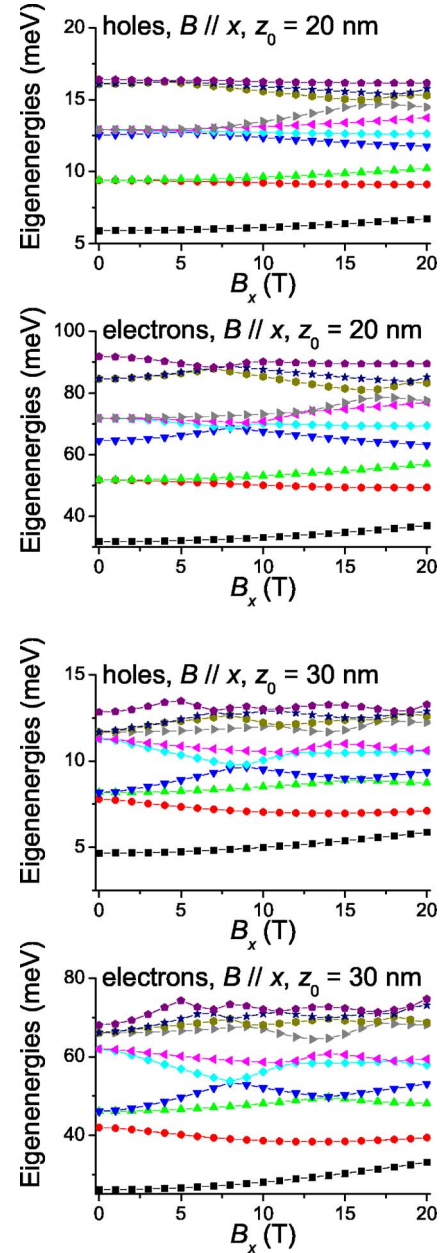 holes, B // x, z0 = 20 nm
Eigenenergies (meV)
20
15
10
5
0 5 10 15 20
Bx (T)
electrons, B // x, z0 = 20 nm
Eigenenergies (meV)
100
80
60
40
0 5 10 15 20
Bx (T)
holes, B // x, z0 = 30 nm
Eigenenergies (meV)
15
10
5
0 5 10 15 20
Bx (T)
electrons, B // x, z0 = 30 nm
Eigenenergies (meV)
80
60
40
0 5 10 15 20
Bx (T)